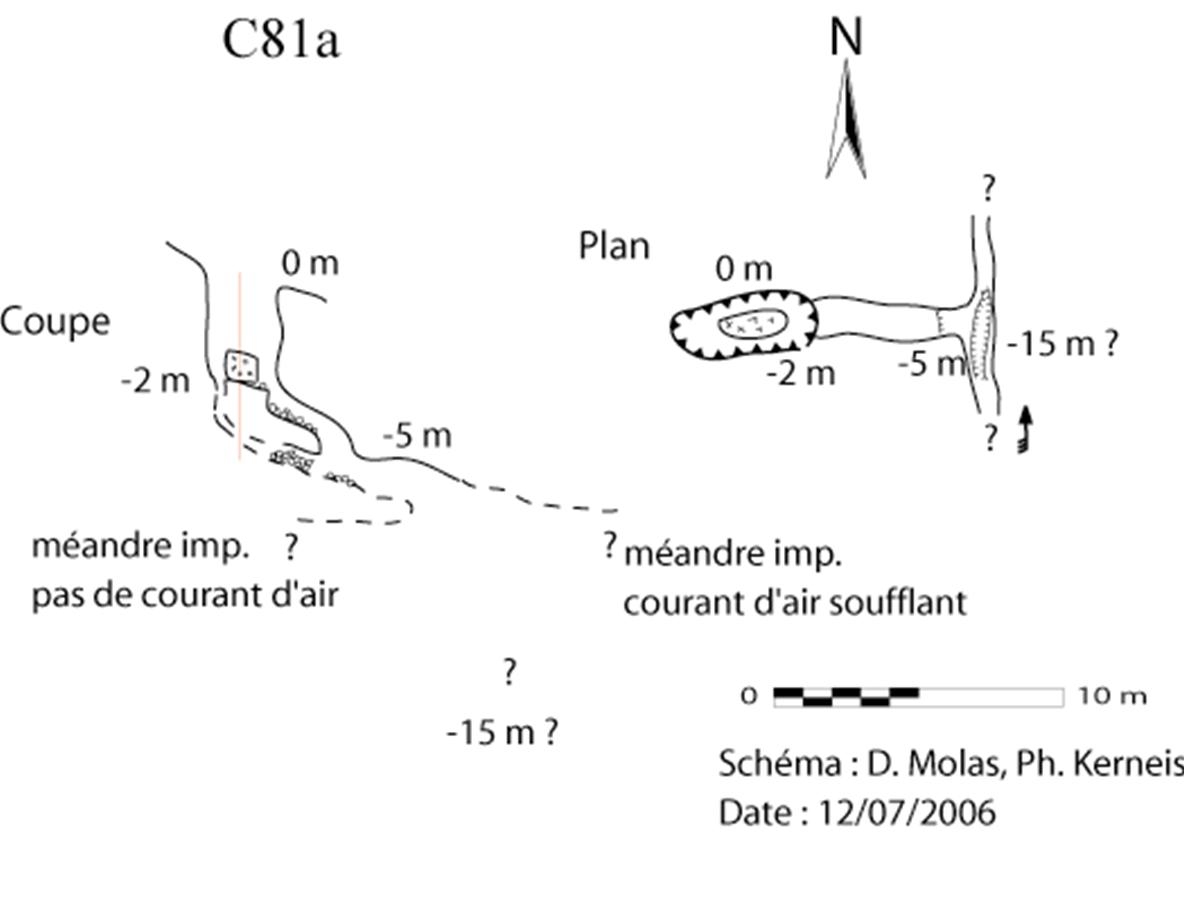 C81a
N
?
Plan
0 m
0 m
Coupe
-15 m ?
-2 m
-5 m
-2 m
-5 m
?
méandre imp. ?
pas de courant d'air
? méandre imp.
courant d'air soufflant
?
-15 m ?
0 10 m
Schéma : D. Molas, Ph. Kerneis
Date : 12/07/2006